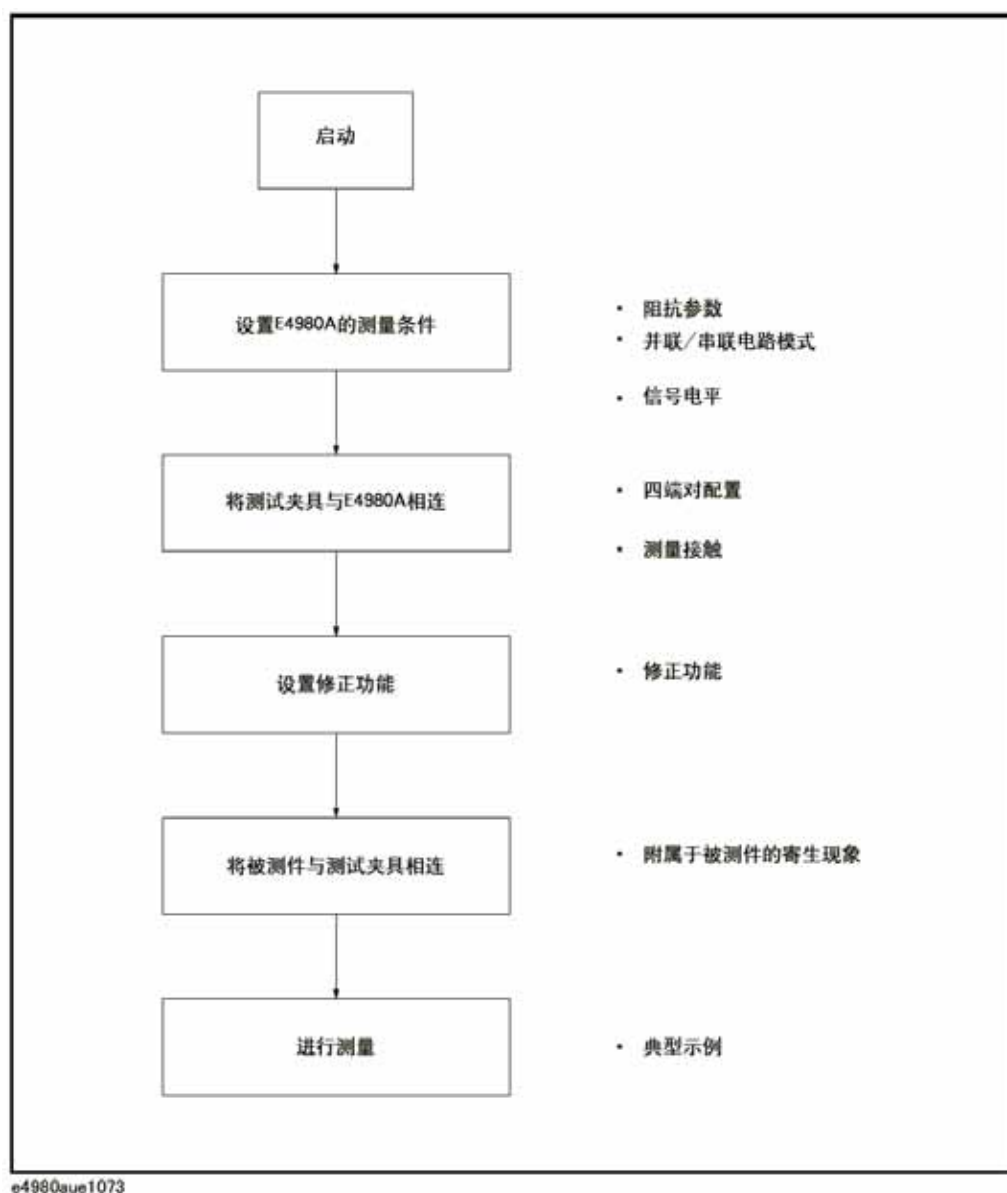 启动
设置E4980A的测量条件
· 阻抗参数
· 并联/串联电路模式
· 信号电平
将测试夹具与E4980A相连
· 四端对配置
· 测量接触
设置修正功能
· 修正功能
将被测件与测试夹具相连
· 附属于被测件的寄生现象
进行测量
· 典型示例
e4980aue1073